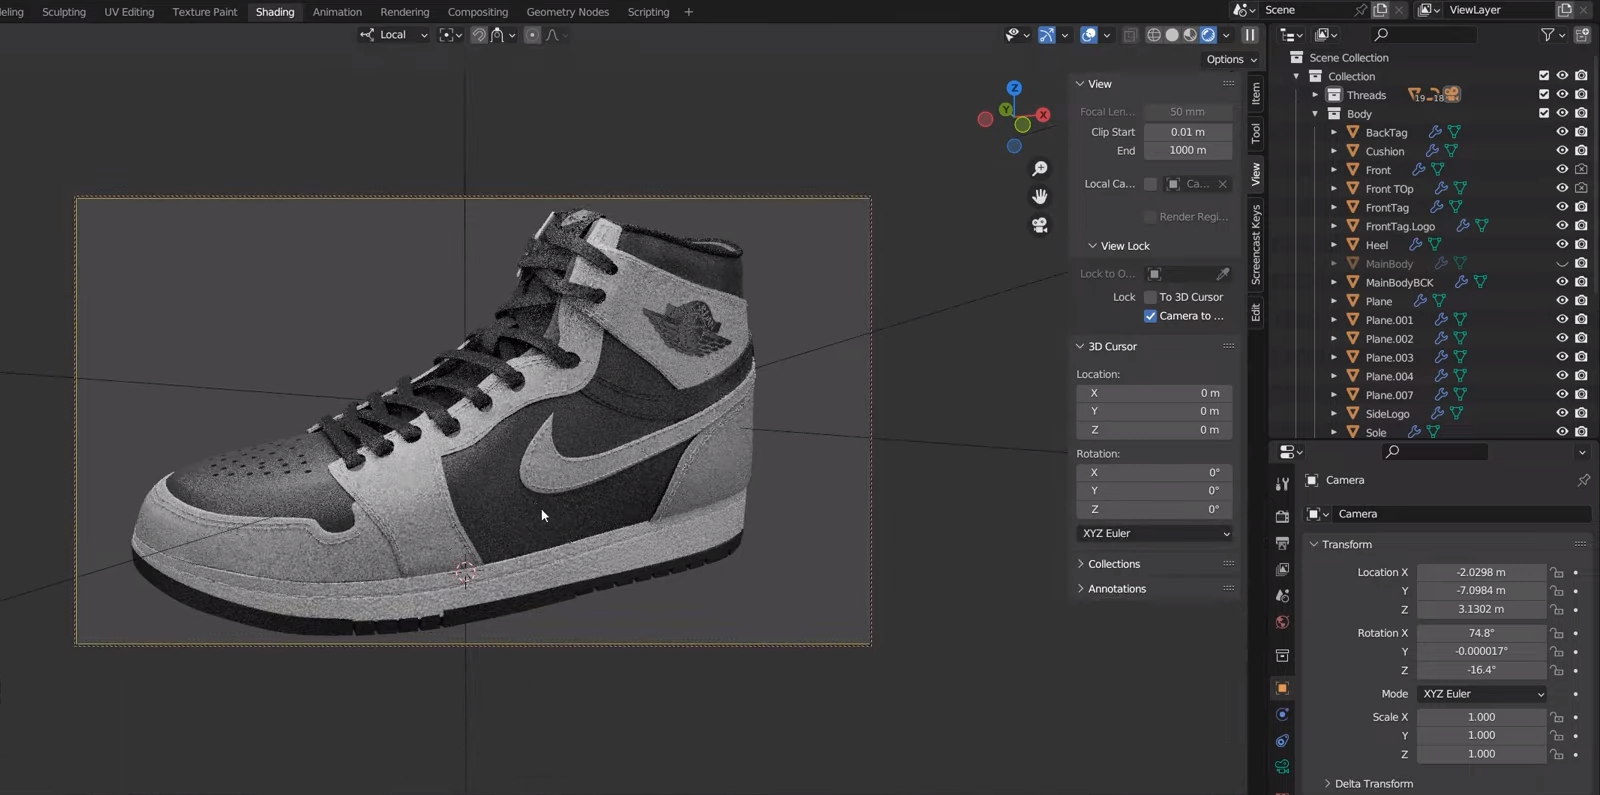 eling Sculpting UV Editing Texture Paint Shading Animation Rendering Compositing Geometry Nodes Scripting + Scene ViewLayer
Local
Options
View
Focal Len... 50 mm
Clip Start 0.01 m
End 1000 m
Local Ca... Ca...
Render Regi...
View Lock
Lock to O...
Lock To 3D Cursor
Camera to ...
3D Cursor
Location:
X 0 m
Y 0 m
Z 0 m
Rotation:
X 0°
Y 0°
Z 0°
XYZ Euler
Collections
Annotations
Item
Tool
View
Screencast Keys
Edit
Z
Y
X
Scene Collection
Collection
Threads 19 18
Body
BackTag
Cushion
Front
Front TOp
FrontTag
FrontTag.Logo
Heel
MainBody
MainBodyBCK
Plane
Plane.001
Plane.002
Plane.003
Plane.004
Plane.007
SideLogo
Sole
Camera
Camera
Transform
Location X -2.0298 m
Y -7.0984 m
Z 3.1302 m
Rotation X 74.8°
Y -0.000017°
Z -16.4°
Mode XYZ Euler
Scale X 1.000
Y 1.000
Z 1.000
Delta Transform